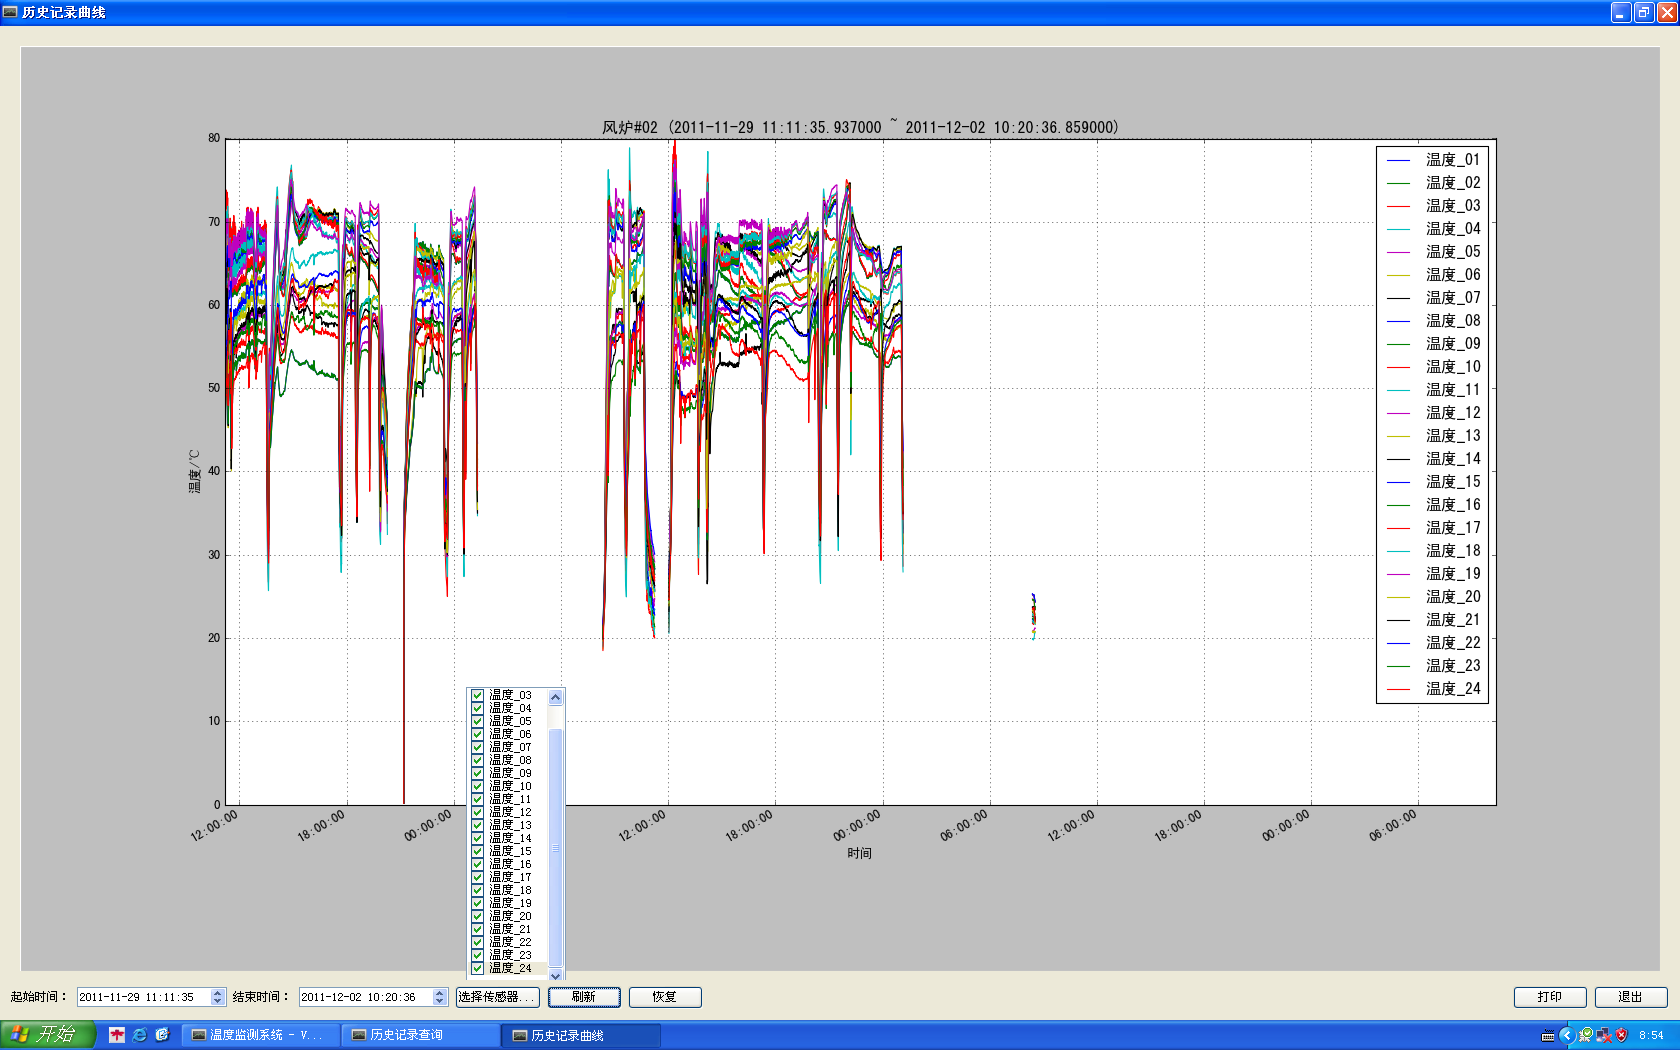 历史记录曲线
风炉#02 (2011-11-29 11:11:35.937000 ~ 2011-12-02 10:20:36.859000)
80
70
60
50
40
30
20
10
0
温度/℃
12:00:00
18:00:00
00:00:00
12:00:00
18:00:00
00:00:00
06:00:00
12:00:00
18:00:00
00:00:00
06:00:00
时间
温度_01
温度_02
温度_03
温度_04
温度_05
温度_06
温度_07
温度_08
温度_09
温度_10
温度_11
温度_12
温度_13
温度_14
温度_15
温度_16
温度_17
温度_18
温度_19
温度_20
温度_21
温度_22
温度_23
温度_24
温度_03
温度_04
温度_05
温度_06
温度_07
温度_08
温度_09
温度_10
温度_11
温度_12
温度_13
温度_14
温度_15
温度_16
温度_17
温度_18
温度_19
温度_20
温度_21
温度_22
温度_23
温度_24
起始时间： 2011-11-29 11:11:35 结束时间： 2011-12-02 10:20:36 选择传感器... 刷新 恢复 打印 退出
开始 温度监测系统 - V... 历史记录查询 历史记录曲线 8:54